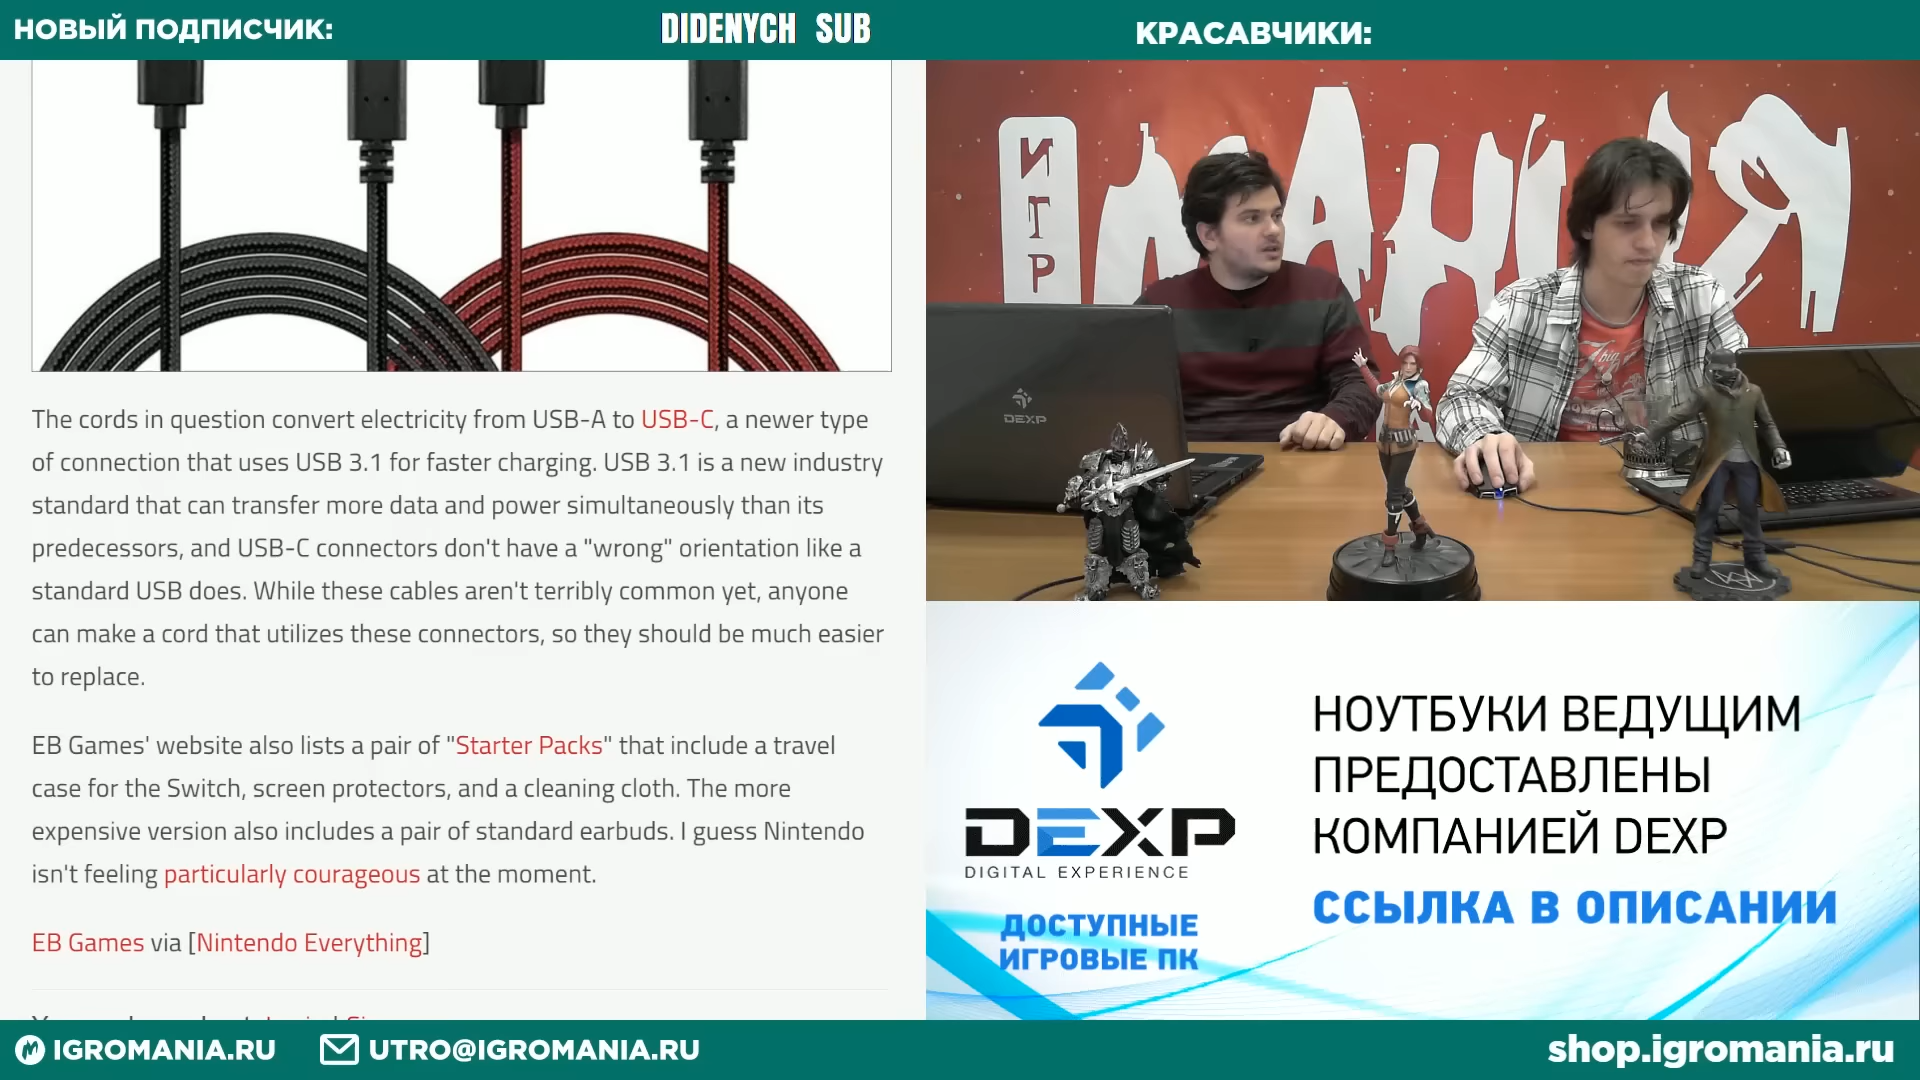 НОВЫЙ ПОДПИСЧИК:
DIDENYCH SUB
КРАСАВЧИКИ:
The cords in question convert electricity from USB-A to USB-C, a newer type
of connection that uses USB 3.1 for faster charging. USB 3.1 is a new industry
standard that can transfer more data and power simultaneously than its
predecessors, and USB-C connectors don't have a "wrong" orientation like a
standard USB does. While these cables aren't terribly common yet, anyone
can make a cord that utilizes these connectors, so they should be much easier
to replace.
EB Games' website also lists a pair of "Starter Packs" that include a travel
case for the Switch, screen protectors, and a cleaning cloth. The more
expensive version also includes a pair of standard earbuds. I guess Nintendo
isn't feeling particularly courageous at the moment.
EB Games via [Nintendo Everything]
ИГР
МАНИЯ
DEXP
DEXP
DIGITAL EXPERIENCE
ДОСТУПНЫЕ
ИГРОВЫЕ ПК
НОУТБУКИ ВЕДУЩИМ
ПРЕДОСТАВЛЕНЫ
КОМПАНИЕЙ DEXP
ССЫЛКА В ОПИСАНИИ
IGROMANIA.RU
UTRO@IGROMANIA.RU
shop.igromania.ru